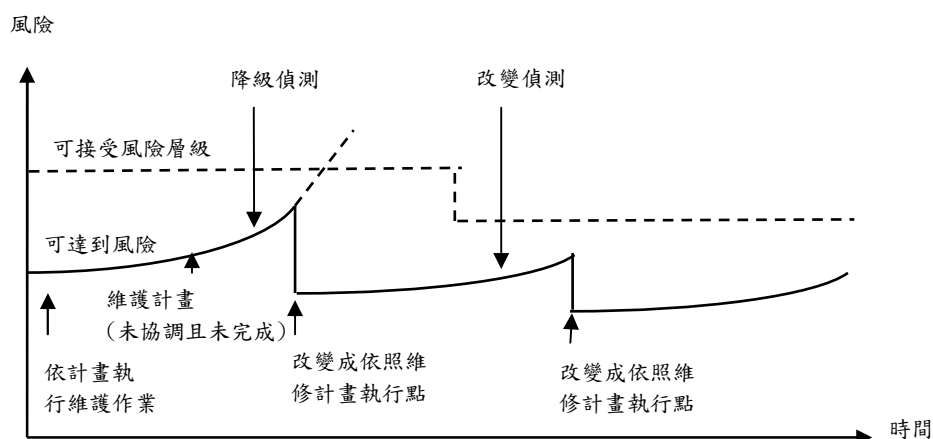 風險
降級偵測
改變偵測
可接受風險層級
可達到風險
維護計畫
（未協調且未完成）
依計畫執
行維護作業
改變成依照維
修計畫執行點
改變成依照維
修計畫執行點
時間